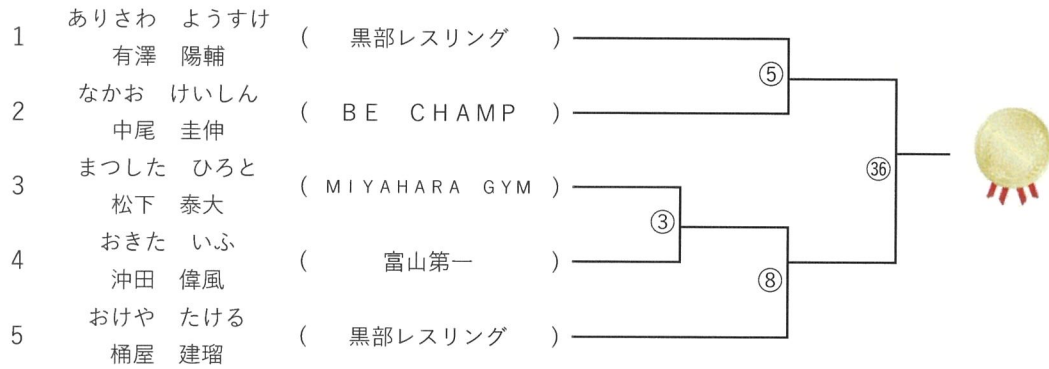 ありさわ　ようすけ
1　有澤　陽輔　(　黒部レスリング　)
⑤
なかお　けいしん
2　中尾　圭伸　(　ＢＥ　ＣＨＡＭＰ　)
㊱
まつした　ひろと
3　松下　泰大　(　ＭＩＹＡＨＡＲＡ　ＧＹＭ　)
③
おきた　いふ
4　沖田　偉風　(　富山第一　)
⑧
おけや　たける
5　桶屋　建瑠　(　黒部レスリング　)